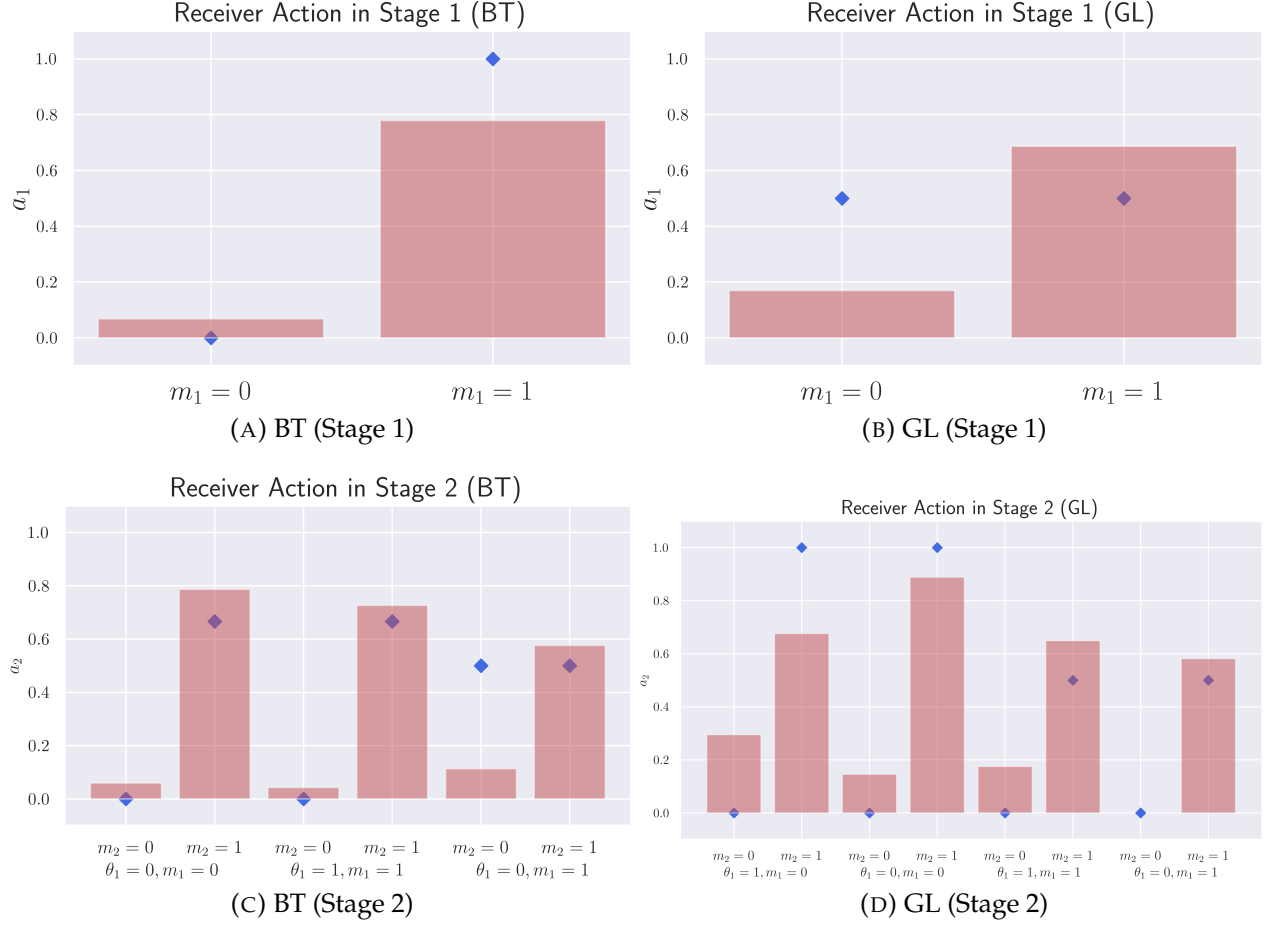 Receiver Action in Stage 1 (BT)
1.0
0.8
0.6
0.4
0.2
0.0
a₁
m₁ = 0
m₁ = 1
(A) BT (Stage 1)
Receiver Action in Stage 1 (GL)
1.0
0.8
0.6
0.4
0.2
0.0
a₁
m₁ = 0
m₁ = 1
(B) GL (Stage 1)
Receiver Action in Stage 2 (BT)
1.0
0.8
0.6
0.4
0.2
0.0
a₂
m₂ = 0 m₂ = 1 m₂ = 0 m₂ = 1 m₂ = 0 m₂ = 1
θ₁ = 0, m₁ = 0 θ₁ = 1, m₁ = 1 θ₁ = 0, m₁ = 1
(C) BT (Stage 2)
Receiver Action in Stage 2 (GL)
1.0
0.8
0.6
0.4
0.2
0.0
a₂
m₂ = 0 m₂ = 1 m₂ = 0 m₂ = 1 m₂ = 0 m₂ = 1 m₂ = 0 m₂ = 1
θ₁ = 1, m₁ = 0 θ₁ = 0, m₁ = 0 θ₁ = 1, m₁ = 1 θ₁ = 0, m₁ = 1
(D) GL (Stage 2)